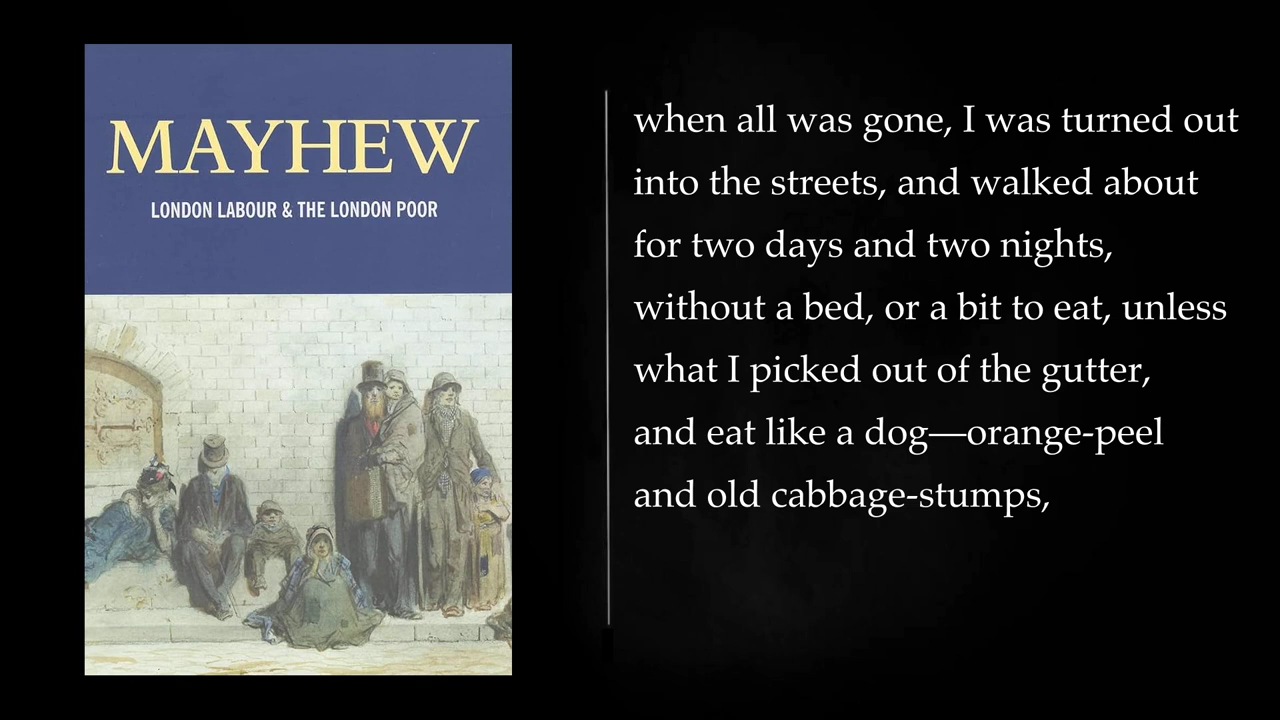 MAYHEW
LONDON LABOUR & THE LONDON POOR
when all was gone, I was turned out
into the streets, and walked about
for two days and two nights,
without a bed, or a bit to eat, unless
what I picked out of the gutter,
and eat like a dog—orange-peel
and old cabbage-stumps,